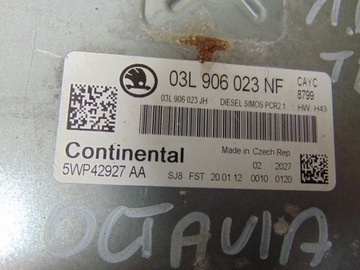 03L 906 023 NF
CAYC
8799
03L 906 023 JH
DIESEL SIMOS PCR2.1
HW H43
Continental
5WP42927 AA
Made in Czech Rep
02 2027
SJ8 FST 20.01.12 0010 0120
OCTAVIA